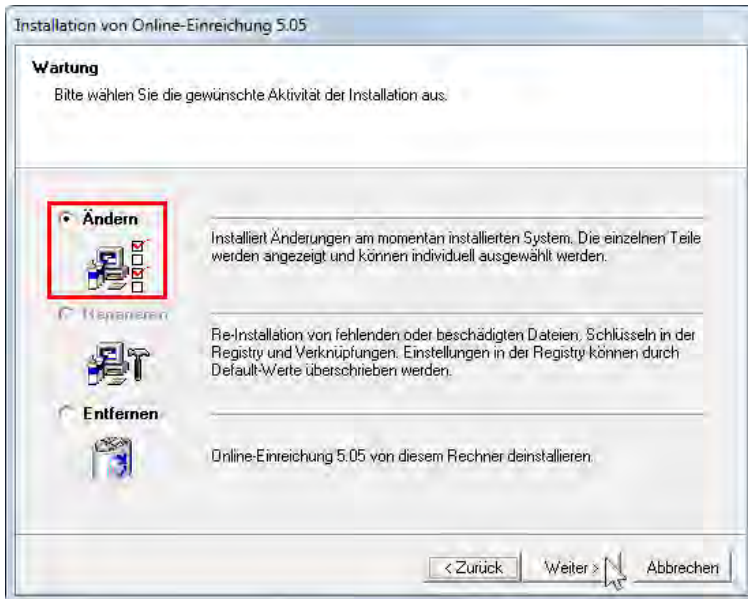 Installation von Online-Einreichung 5.05
Wartung
Bitte wählen Sie die gewünschte Aktivität der Installation aus.
Ändern
Installiert Änderungen am momentan installierten System. Die einzelnen Teile
werden angezeigt und können individuell ausgewählt werden.
Reparieren
Re-Installation von fehlenden oder beschädigten Dateien, Schlüsseln in der
Registry und Verknüpfungen. Einstellungen in der Registry können durch
Default-Werte überschrieben werden.
Entfernen
Online-Einreichung 5.05 von diesem Rechner deinstallieren.
< Zurück
Weiter >
Abbrechen